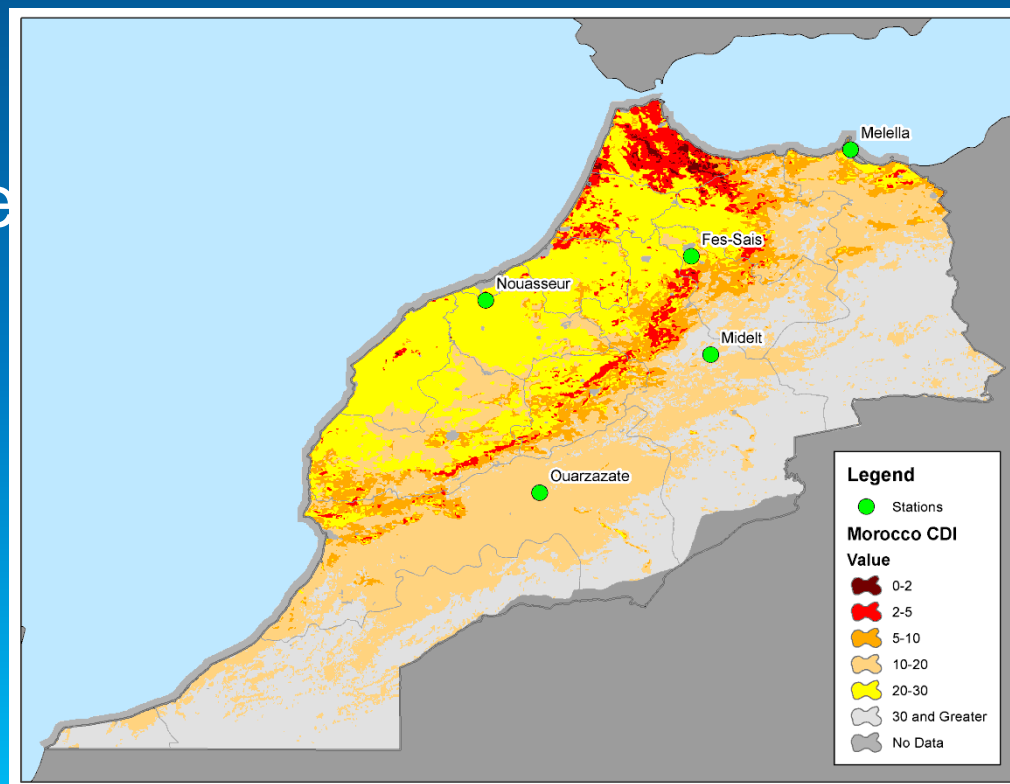 e
Melella
Fes-Sais
Nouasseur
Midelt
Ouarzazate
Legend
Stations
Morocco CDI
Value
0-2
2-5
5-10
10-20
20-30
30 and Greater
No Data